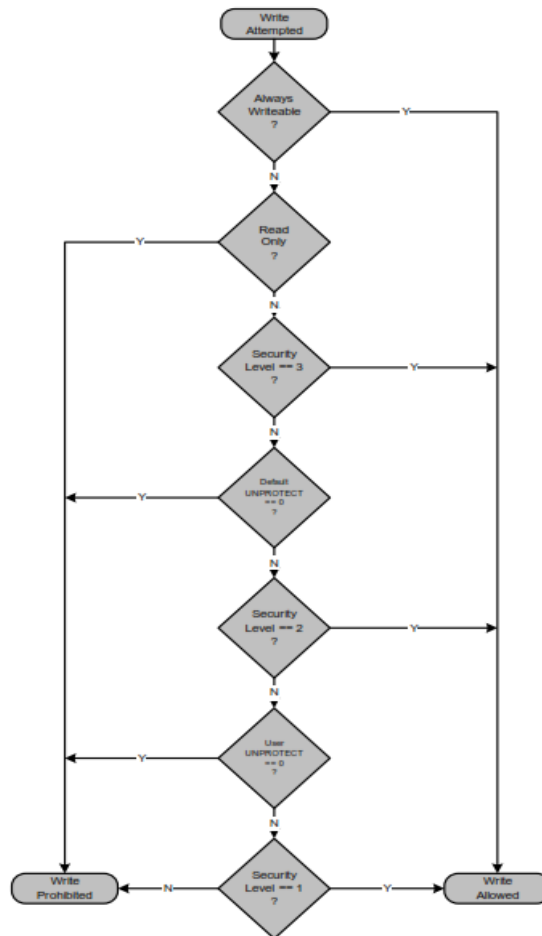 Write
Attempted
Always
Writeable
?
Y
N
Read
Only
?
Y
N
Security
Level == 3
?
Y
N
Default
UNPROTECT
== 0
?
Y
N
Security
Level == 2
?
Y
N
User
UNPROTECT
== 0
?
Y
N
Write
Prohibited
N
Security
Level == 1
?
Y
Write
Allowed